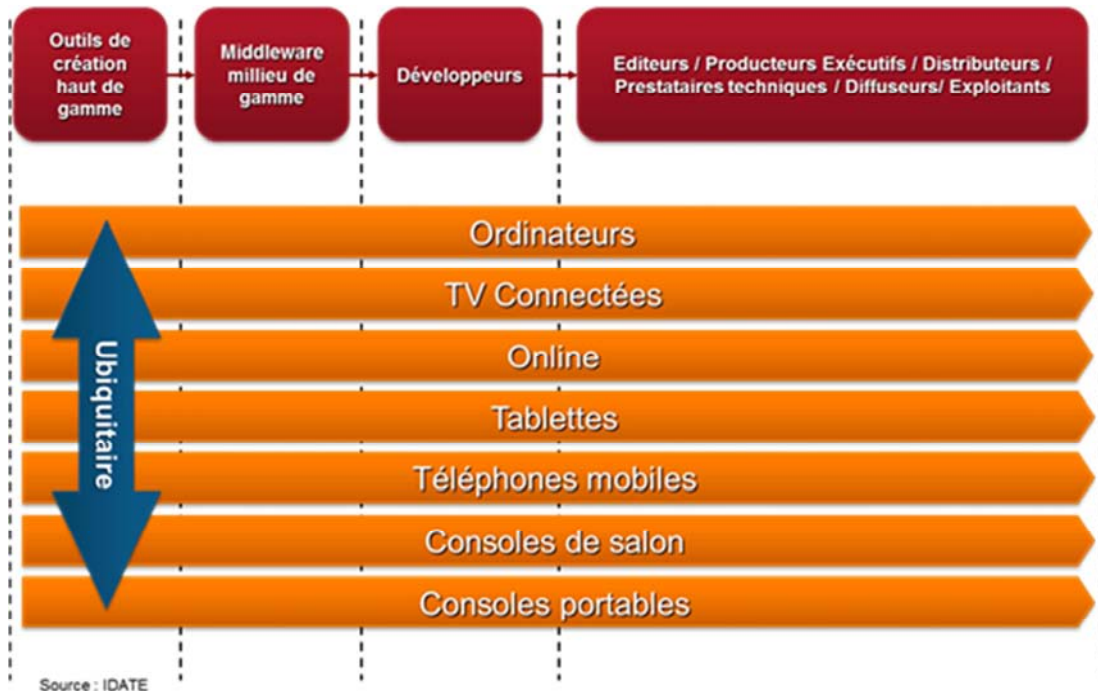 Outils de
création
haut de
gamme
Middleware
millieu de
gamme
Développeurs
Editeurs / Producteurs Exécutifs / Distributeurs /
Prestataires techniques / Diffuseurs/ Exploitants
Ordinateurs
TV Connectées
Online
Tablettes
Téléphones mobiles
Consoles de salon
Consoles portables
Ubiquitaire
Source : IDATE